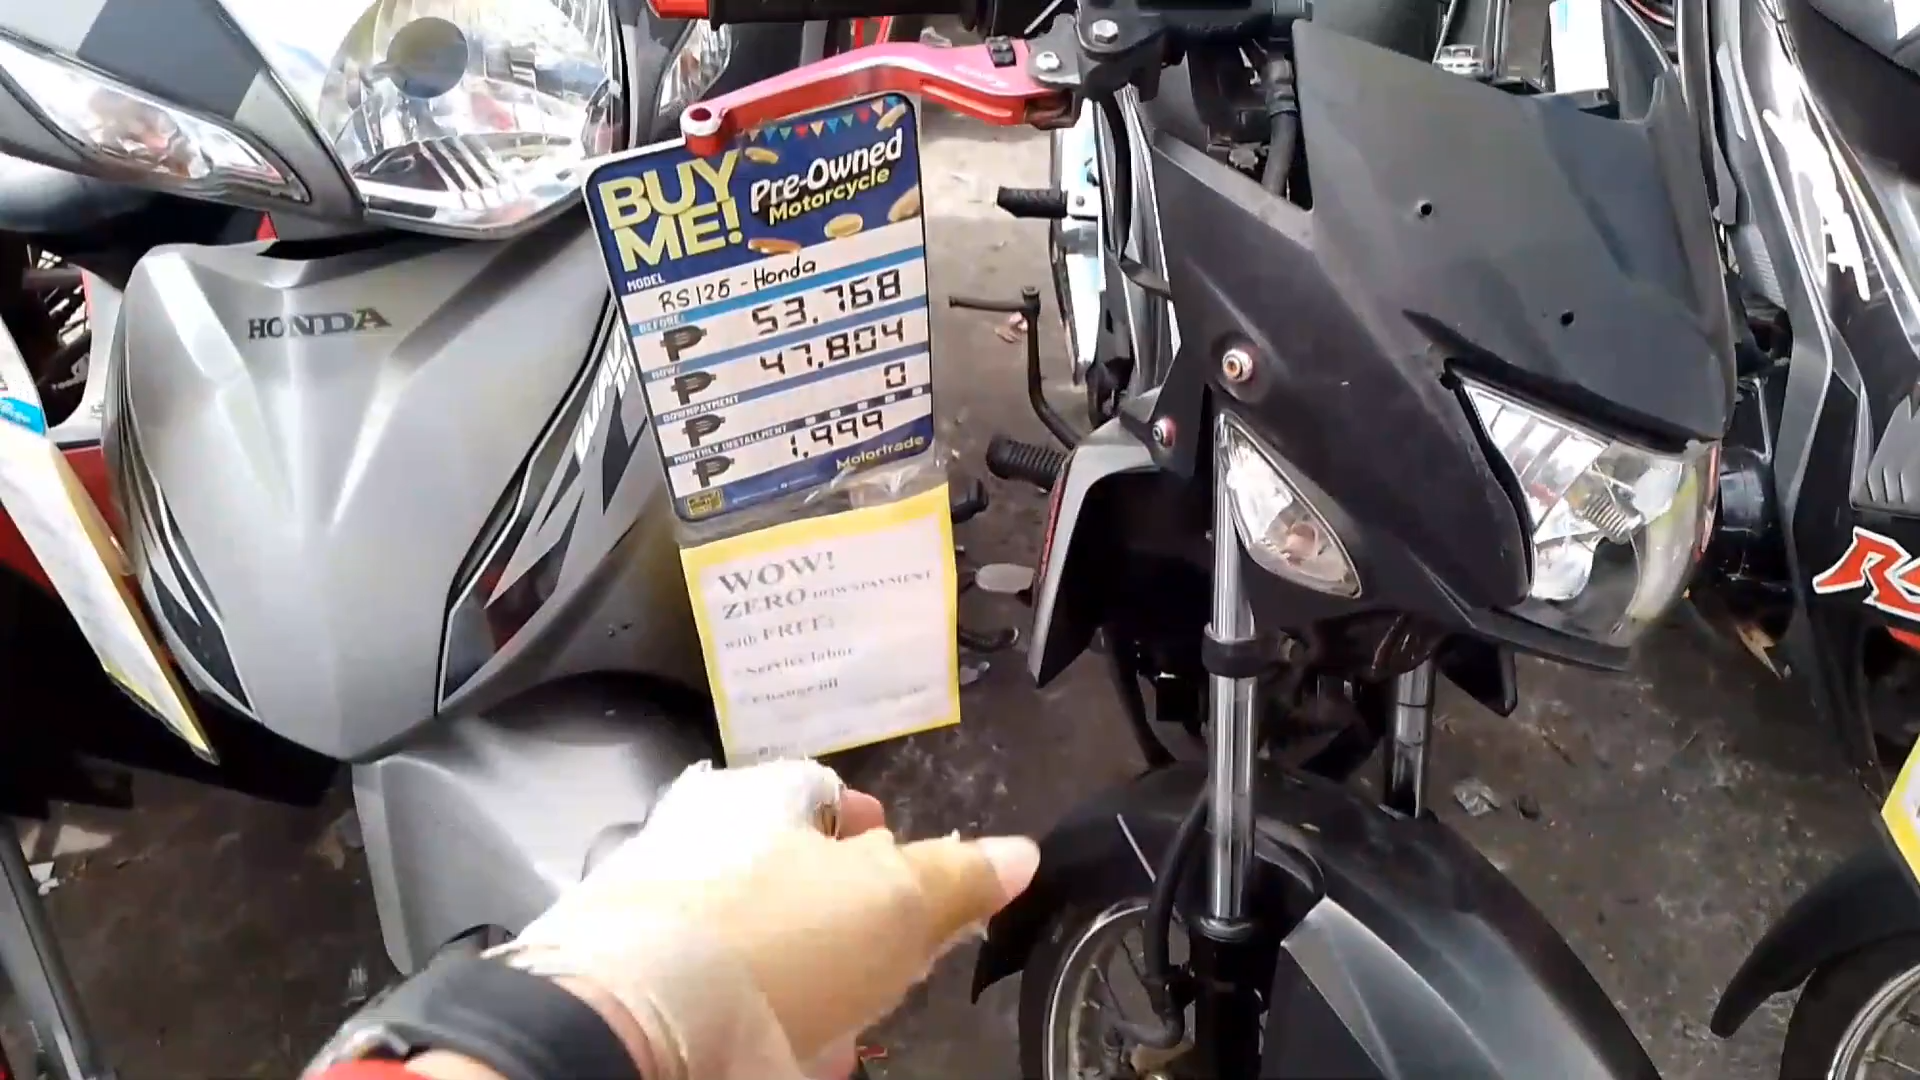 HONDA
BUY
ME!
Pre-Owned
Motorcycle
MODEL
RS125 - Honda
BEFORE:
₱ 53,768
NOW:
₱ 47,804
DOWNPAYMENT
₱ 0
MONTHLY INSTALLMENT
₱ 1,999
Motortrade
WOW!
ZERO DOWNPAYMENT
with FREE:
Service labor
Change oil